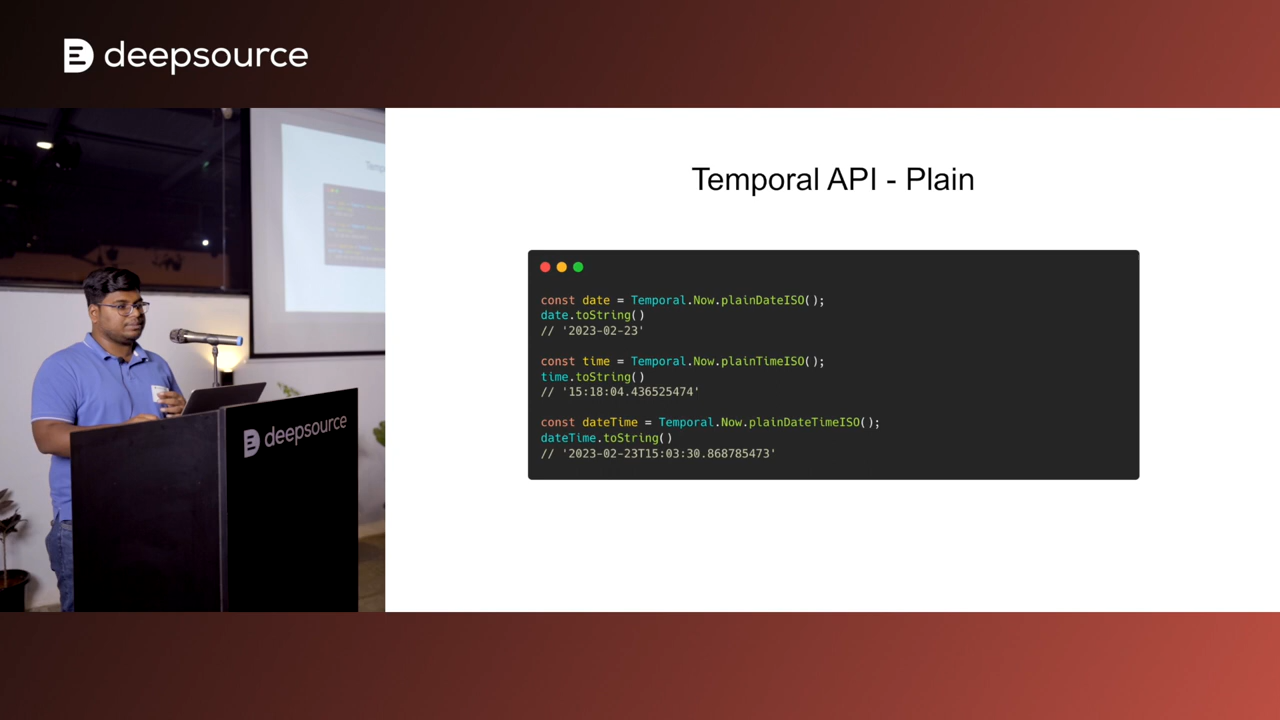 deepsource
deepsource
Temporal API - Plain
const date = Temporal.Now.plainDateISO();
date.toString()
// '2023-02-23'
const time = Temporal.Now.plainTimeISO();
time.toString()
// '15:18:04.436525474'
const dateTime = Temporal.Now.plainDateTimeISO();
dateTime.toString()
// '2023-02-23T15:03:30.868785473'